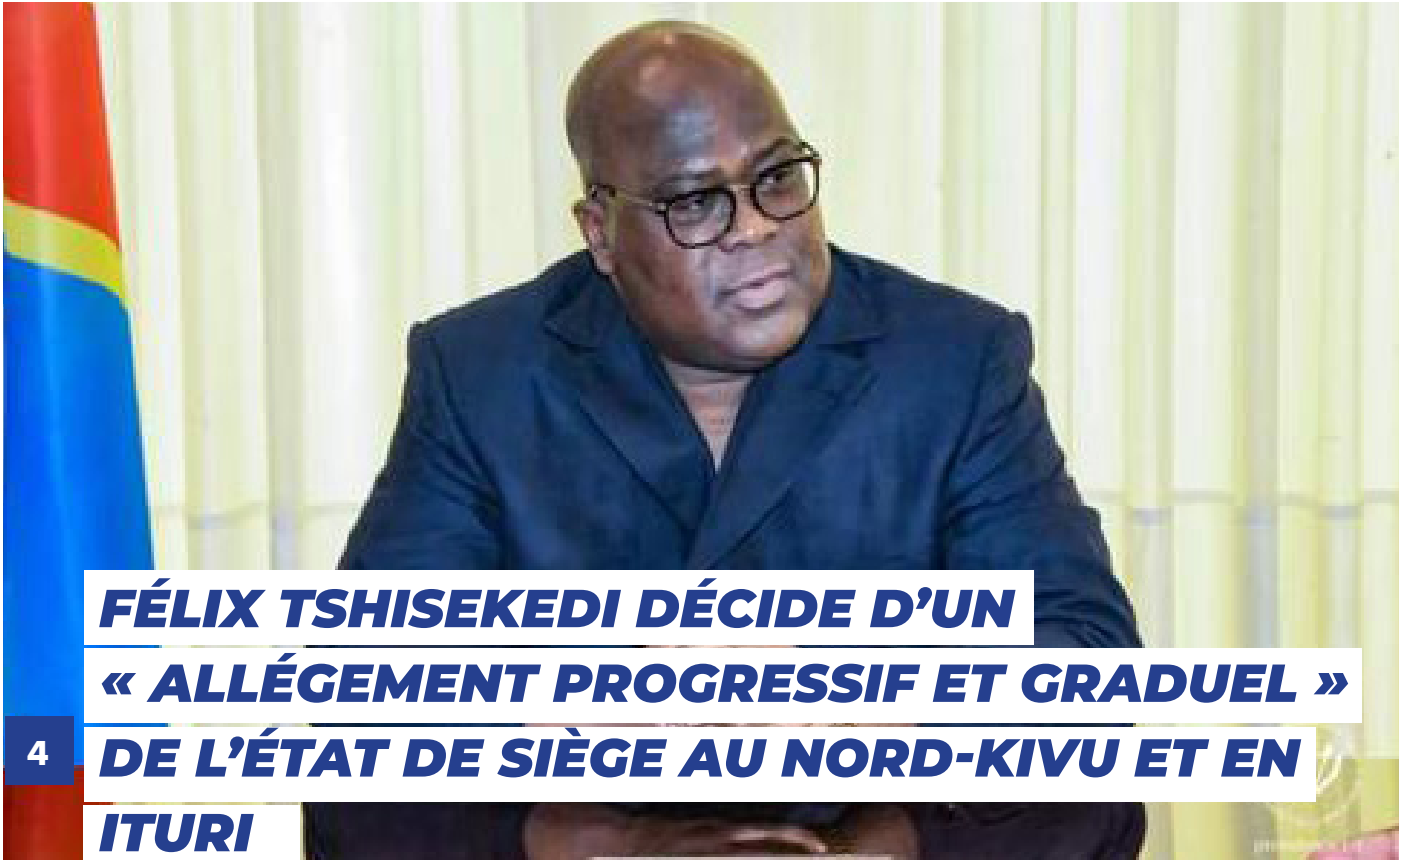 FÉLIX TSHISEKEDI DÉCIDE D’UN
« ALLÉGEMENT PROGRESSIF ET GRADUEL »
DE L’ÉTAT DE SIÈGE AU NORD-KIVU ET EN
ITURI
4